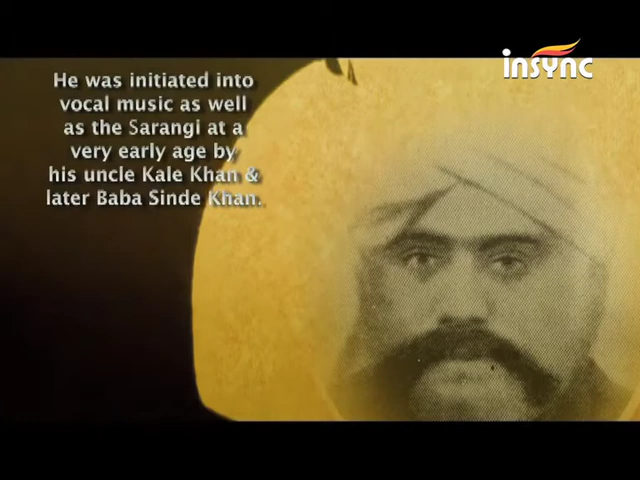 insync
He was initiated into
vocal music as well
as the Sarangi at a
very early age by
his uncle Kale Khan &
later Baba Sinde Khan.